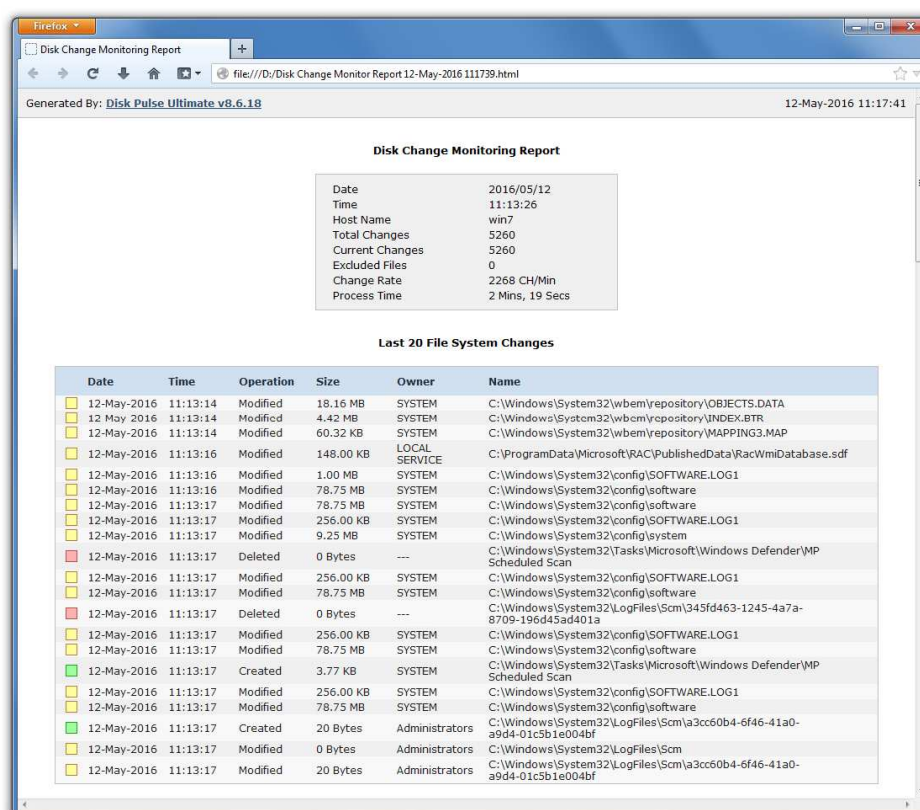 Firefox
Disk Change Monitoring Report
+
file:///D:/Disk Change Monitor Report 12-May-2016 111739.html
Generated By: Disk Pulse Ultimate v8.6.18 12-May-2016 11:17:41
Disk Change Monitoring Report
Date 2016/05/12
Time 11:13:26
Host Name win7
Total Changes 5260
Current Changes 5260
Excluded Files 0
Change Rate 2268 CH/Min
Process Time 2 Mins, 19 Secs
Last 20 File System Changes
Date Time Operation Size Owner Name
12-May-2016 11:13:14 Modified 18.16 MB SYSTEM C:\Windows\System32\wbem\repository\OBJECTS.DATA
12 May 2016 11:13:14 Modified 4.42 MB SYSTEM C:\Windows\System32\wbem\repository\INDEX.BTR
12-May-2016 11:13:14 Modified 60.32 KB SYSTEM C:\Windows\System32\wbem\repository\MAPPING3.MAP
12-May-2016 11:13:16 Modified 148.00 KB LOCAL SERVICE C:\ProgramData\Microsoft\RAC\PublishedData\RacWmiDatabase.sdf
12-May-2016 11:13:16 Modified 1.00 MB SYSTEM C:\Windows\System32\config\SOFTWARE.LOG1
12-May-2016 11:13:16 Modified 78.75 MB SYSTEM C:\Windows\System32\config\software
12-May-2016 11:13:17 Modified 78.75 MB SYSTEM C:\Windows\System32\config\software
12-May-2016 11:13:17 Modified 256.00 KB SYSTEM C:\Windows\System32\config\SOFTWARE.LOG1
12-May-2016 11:13:17 Modified 9.25 MB SYSTEM C:\Windows\System32\config\system
12-May-2016 11:13:17 Deleted 0 Bytes --- C:\Windows\System32\Tasks\Microsoft\Windows Defender\MP
Scheduled Scan
12-May-2016 11:13:17 Modified 256.00 KB SYSTEM C:\Windows\System32\config\SOFTWARE.LOG1
12-May-2016 11:13:17 Modified 78.75 MB SYSTEM C:\Windows\System32\config\software
12-May-2016 11:13:17 Deleted 0 Bytes --- C:\Windows\System32\LogFiles\Scm\345fd463-1245-4a7a-
8709-196d45ad401a
12-May-2016 11:13:17 Modified 256.00 KB SYSTEM C:\Windows\System32\config\SOFTWARE.LOG1
12-May-2016 11:13:17 Modified 78.75 MB SYSTEM C:\Windows\System32\config\software
12-May-2016 11:13:17 Created 3.77 KB SYSTEM C:\Windows\System32\Tasks\Microsoft\Windows Defender\MP
Scheduled Scan
12-May-2016 11:13:17 Modified 256.00 KB SYSTEM C:\Windows\System32\config\SOFTWARE.LOG1
12-May-2016 11:13:17 Modified 78.75 MB SYSTEM C:\Windows\System32\config\software
12-May-2016 11:13:17 Created 20 Bytes Administrators C:\Windows\System32\LogFiles\Scm\a3cc60b4-6f46-41a0-
a9d4-01c5b1e004bf
12-May-2016 11:13:17 Modified 0 Bytes Administrators C:\Windows\System32\LogFiles\Scm
12-May-2016 11:13:17 Modified 20 Bytes Administrators C:\Windows\System32\LogFiles\Scm\a3cc60b4-6f46-41a0-
a9d4-01c5b1e004bf